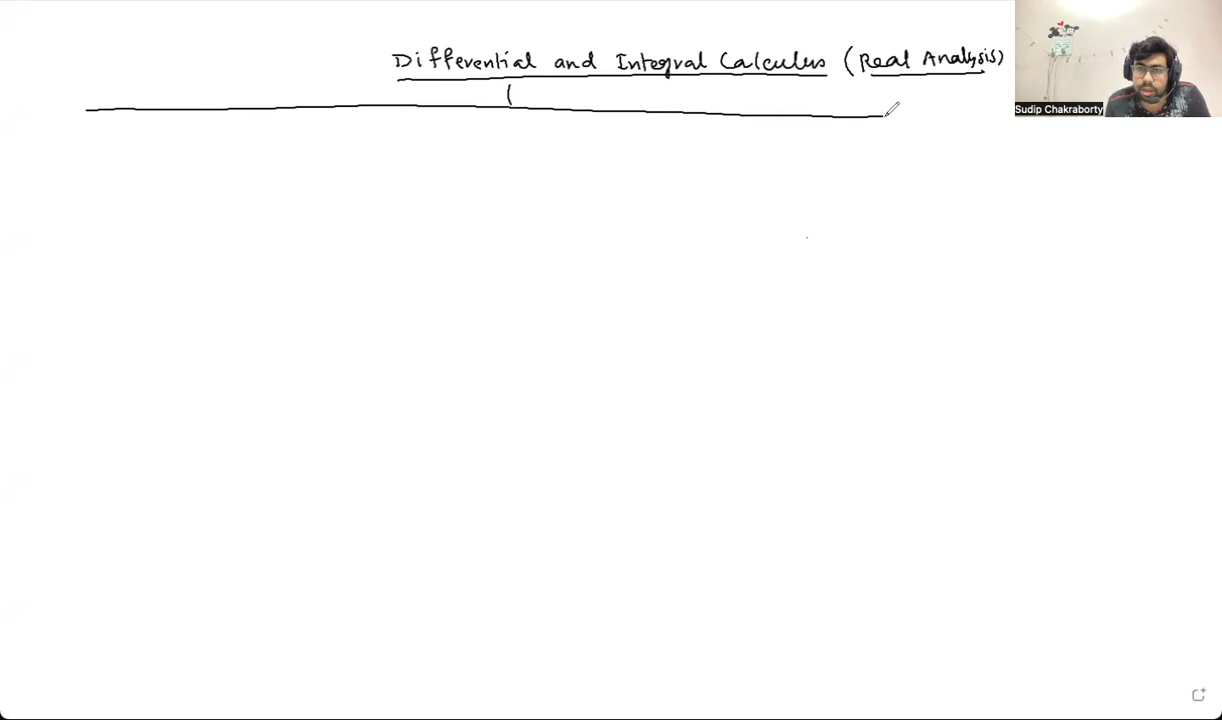 Differential and Integral Calculus (Real Analysis)
Sudip Chakraborty